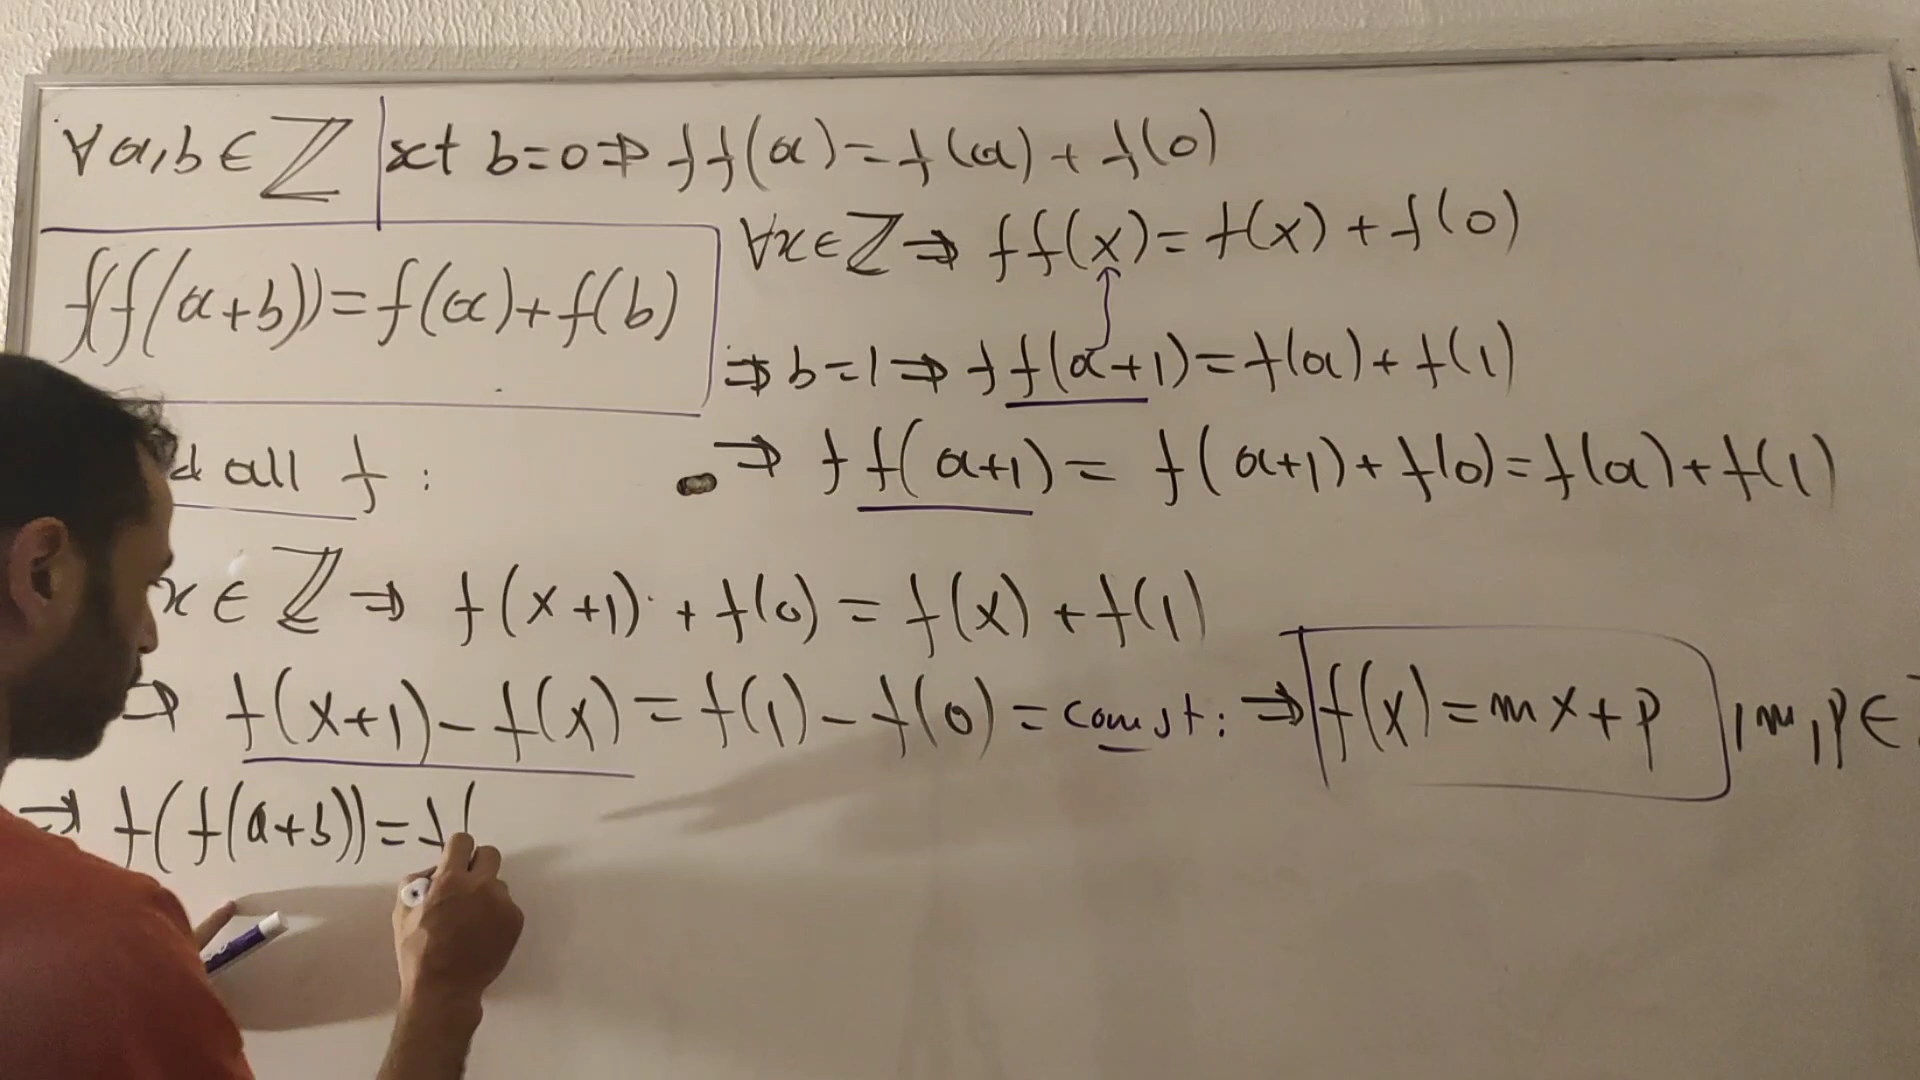 ∀a,b∈ℤ
xt b=0⇒ff(a)=f(a)+f(0)
∀x∈ℤ⇒ff(x)=f(x)+f(0)
f(f(a+b))=f(a)+f(b)
⇒b=1⇒ff(a+1)=f(a)+f(1)
⇒ff(a+1)=f(a+1)+f(0)=f(a)+f(1)
all f:
x∈ℤ⇒f(x+1)+f(0)=f(x)+f(1)
⇒f(x+1)-f(x)=f(1)-f(0)=const:⇒f(x)=mx+p,m,p∈
⇒f(f(a+b))=f(